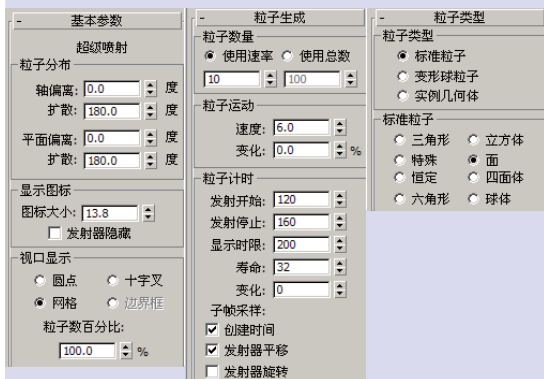 - 基本参数
超级喷射
粒子分布
轴偏离: 0.0 度
扩散: 180.0 度
平面偏离: 0.0 度
扩散: 180.0 度
显示图标
图标大小: 13.8
发射器隐藏
视口显示
圆点 十字叉
网格 边界框
粒子数百分比:
100.0 %
- 粒子生成
粒子数量
使用速率 使用总数
10 100
粒子运动
速度: 6.0
变化: 0.0 %
粒子计时
发射开始: 120
发射停止: 160
显示时限: 200
寿命: 32
变化: 0
子帧采样:
创建时间
发射器平移
发射器旋转
- 粒子类型
粒子类型
标准粒子
变形球粒子
实例几何体
标准粒子
三角形 立方体
特殊 面
恒定 四面体
六角形 球体